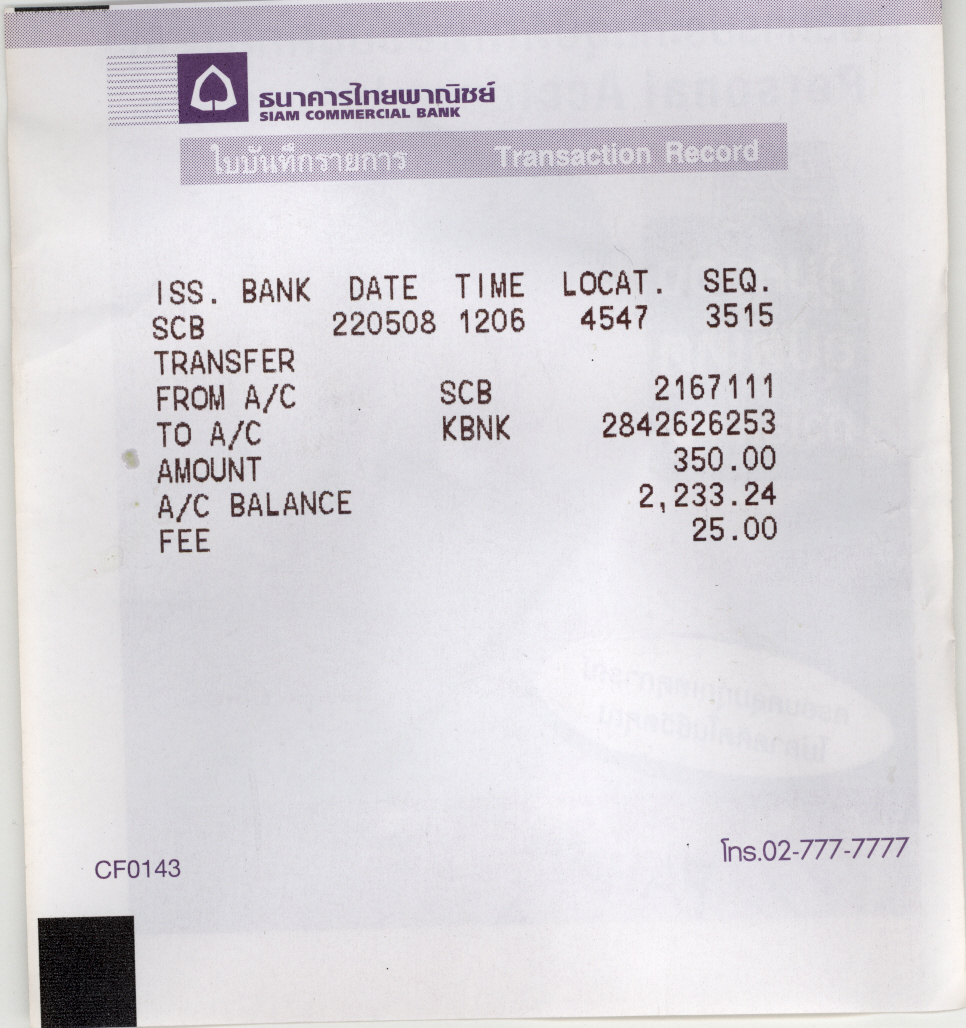 ธนาคารไทยพาณิชย์
SIAM COMMERCIAL BANK
ใบบันทึกรายการ Transaction Record
ISS. BANK DATE TIME LOCAT. SEQ.
SCB 220508 1206 4547 3515
TRANSFER
FROM A/C SCB 2167111
TO A/C KBNK 2842626253
AMOUNT 350.00
A/C BALANCE 2,233.24
FEE 25.00
CF0143 โทร.02-777-7777